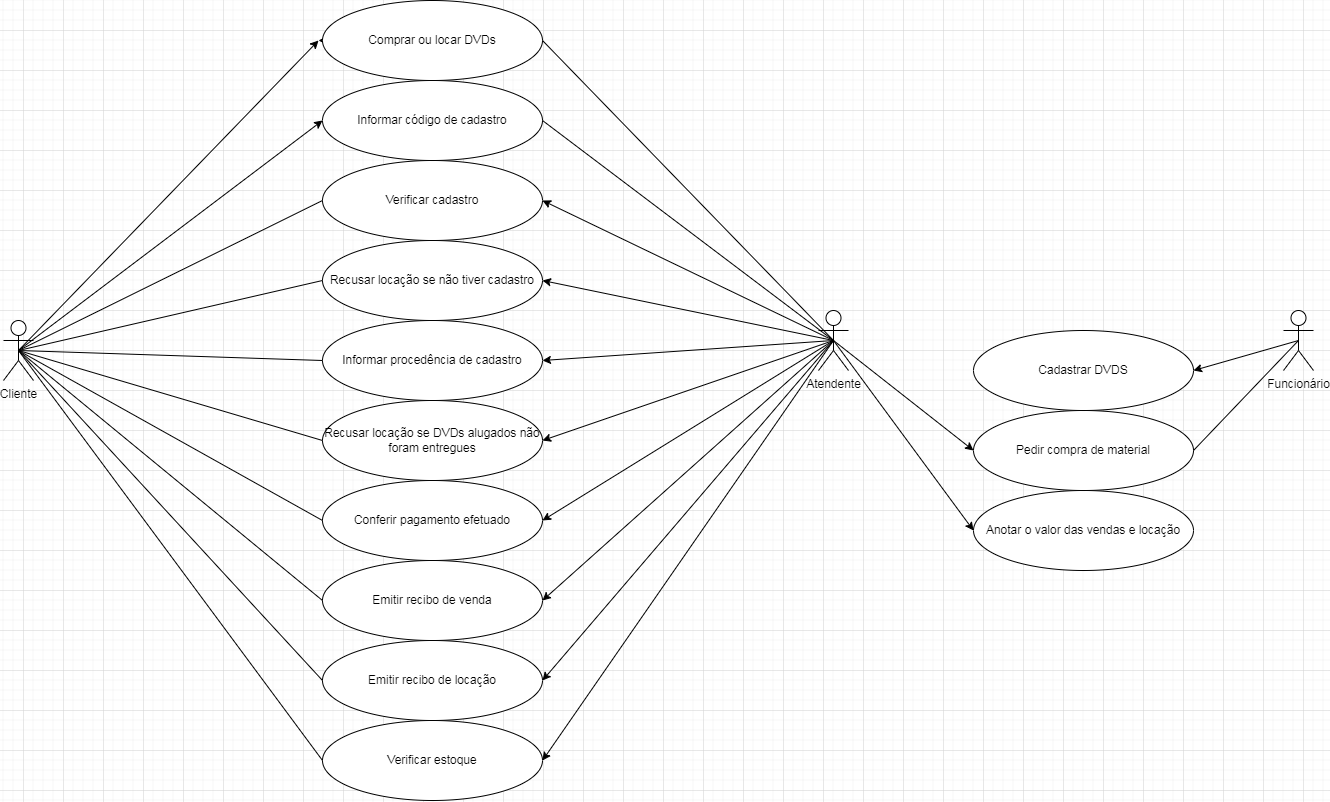 Comprar ou locar DVDs
Informar código de cadastro
Verificar cadastro
Recusar locação se não tiver cadastro
Informar procedência de cadastro
Recusar locação se DVDs alugados não
foram entregues
Conferir pagamento efetuado
Emitir recibo de venda
Emitir recibo de locação
Verificar estoque
Cliente
Atendente
Cadastrar DVDS
Pedir compra de material
Anotar o valor das vendas e locação
Funcionário